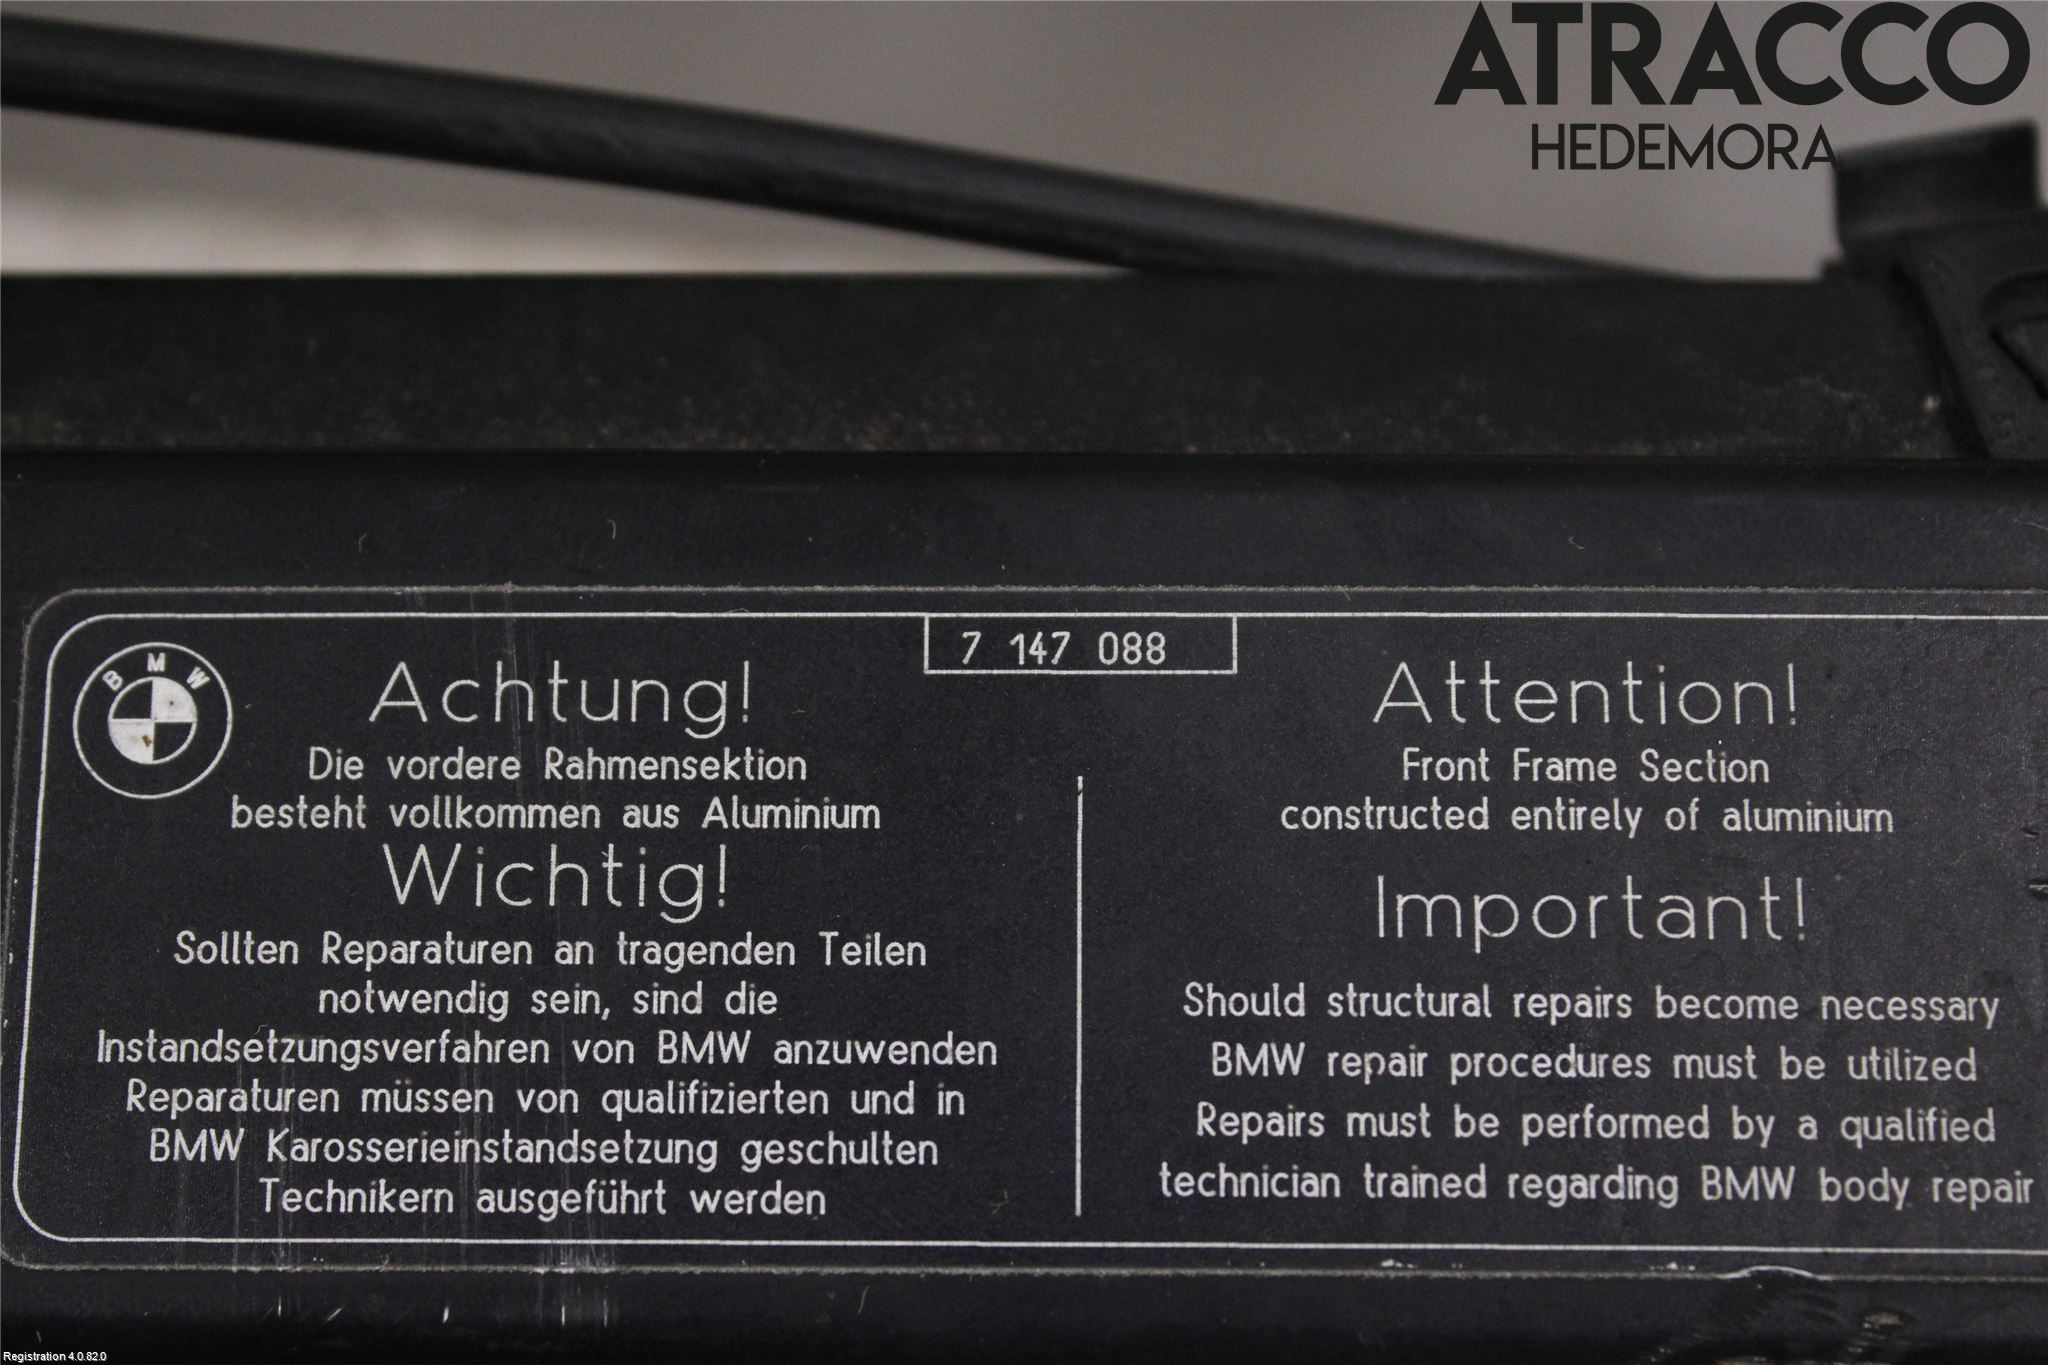 ATRACCO
HEDEMORA
BMW
7 147 088
Achtung!
Die vordere Rahmensektion
besteht vollkommen aus Aluminium
Wichtig!
Sollten Reparaturen an tragenden Teilen
notwendig sein, sind die
Instandsetzungsverfahren von BMW anzuwenden
Reparaturen müssen von qualifizierten und in
BMW Karosserieinstandsetzung geschulten
Technikern ausgeführt werden
Attention!
Front Frame Section
constructed entirely of aluminium
Important!
Should structural repairs become necessary
BMW repair procedures must be utilized
Repairs must be performed by a qualified
technician trained regarding BMW body repair
Registration 4.0.82.0